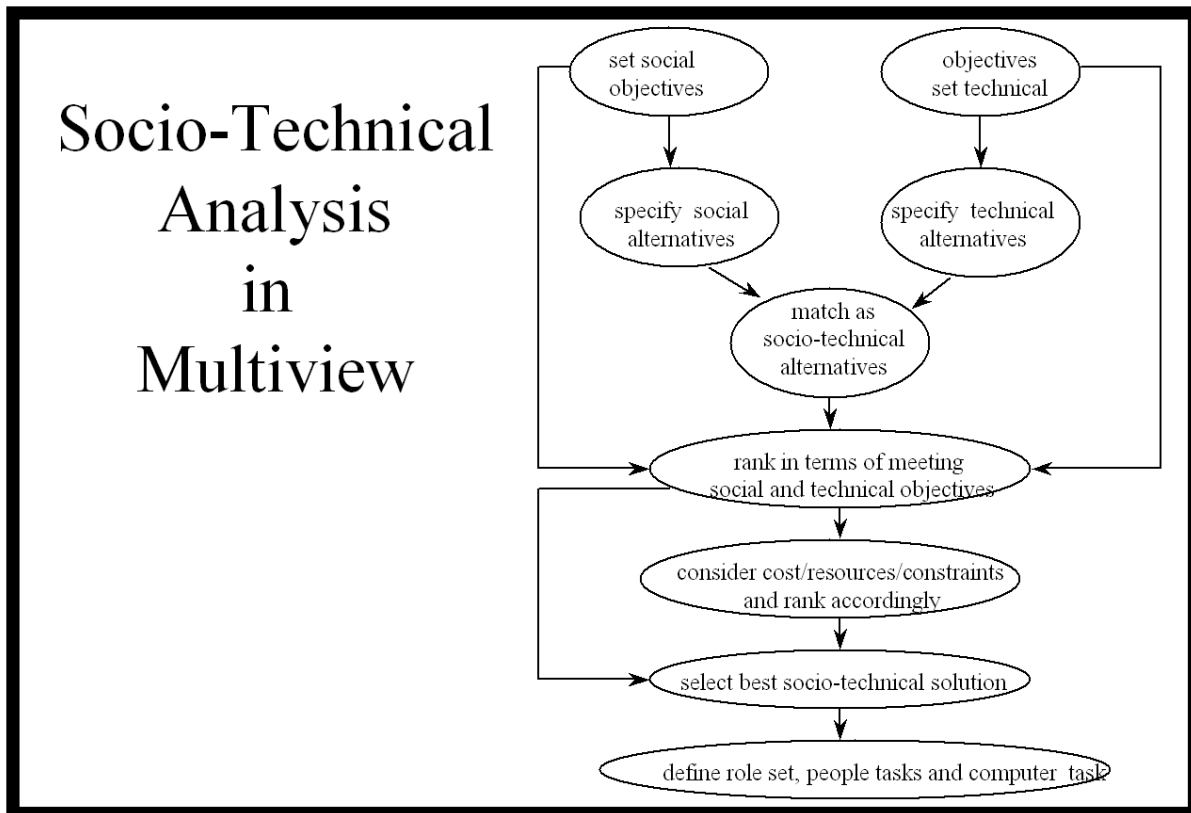 Socio-Technical
Analysis
in
Multiview
set social
objectives
objectives
set technical
specify social
alternatives
specify technical
alternatives
match as
socio-technical
alternatives
rank in terms of meeting
social and technical objectives
consider cost/resources/constraints
and rank accordingly
select best socio-technical solution
define role set, people tasks and computer task